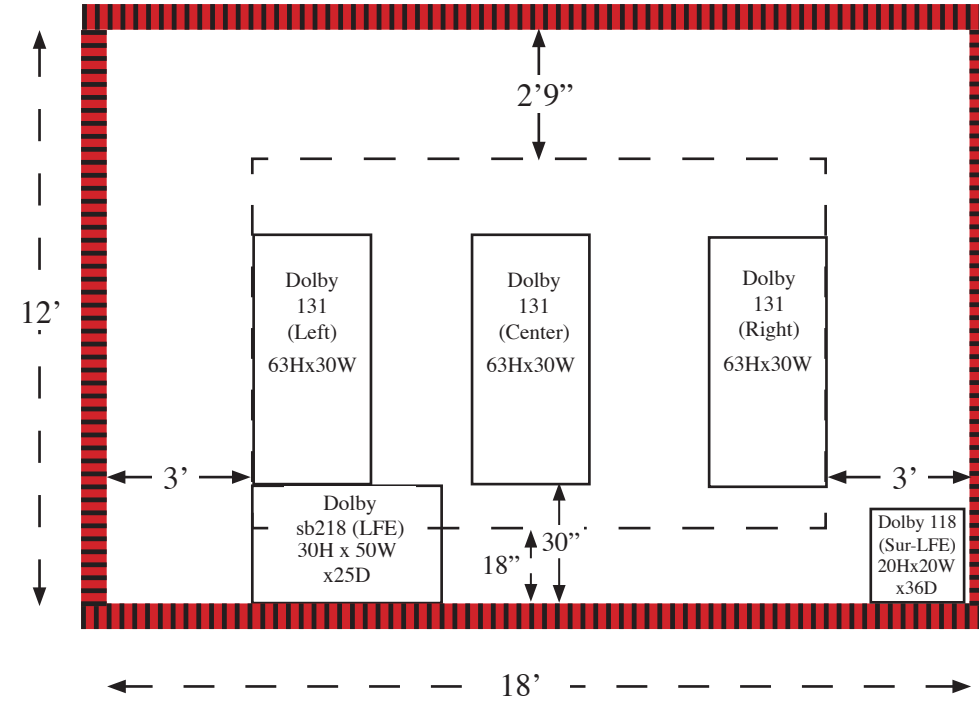 2’9”
12’
Dolby
131
(Left)
63Hx30W
Dolby
131
(Center)
63Hx30W
Dolby
131
(Right)
63Hx30W
3’
3’
Dolby
sb218 (LFE)
30H x 50W
x25D
18”
30”
Dolby 118
(Sur-LFE)
20Hx20W
x36D
18’